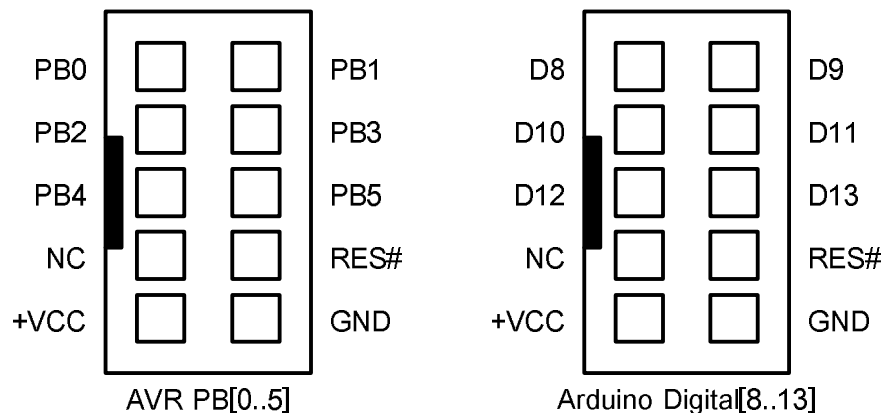 PB0 PB1 D8 D9
PB2 PB3 D10 D11
PB4 PB5 D12 D13
NC RES# NC RES#
+VCC GND +VCC GND
AVR PB[0..5] Arduino Digital[8..13]